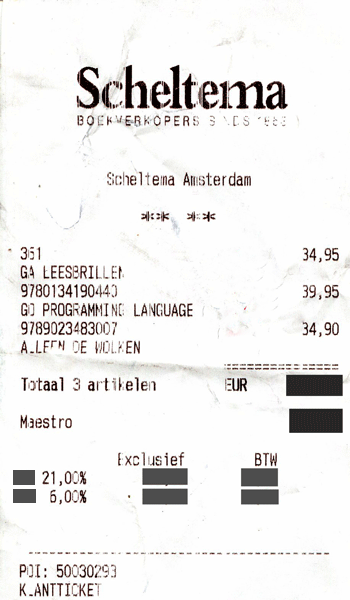 Scheltema
BOEKVERKOPERS SINDS 1853
Scheltema Amsterdam
** **
361 34,95
GA LEESBRILLEN
9780134190440 39,95
GO PROGRAMMING LANGUAGE
9789023483007 34,90
ALLEEN DE WOLKEN
Totaal 3 artikelen EUR
Maestro
Exclusief BTW
21,00%
6,00%
POI: 50030293
KLANTTICKET